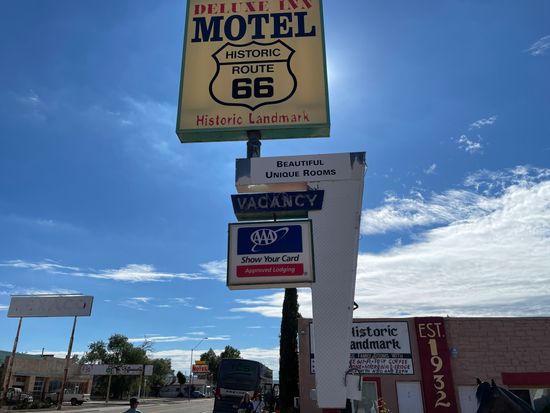 DELUXE INN
MOTEL
HISTORIC
ROUTE
66
Historic Landmark
BEAUTIFUL
UNIQUE ROOMS
VACANCY
AAA
Show Your Card
Approved Lodging
Historic
Landmark
EST.
1932